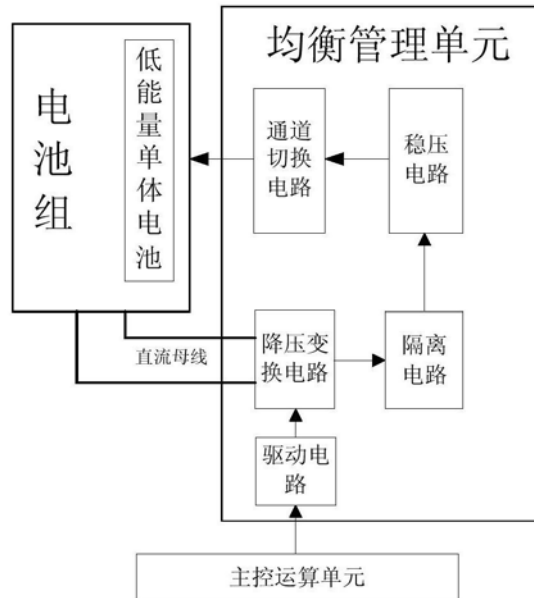 均衡管理单元
电池组
低能量单体电池
通道
切换
电路
稳压
电路
直流母线
降压变
换电路
隔离
电路
驱动电
路
主控运算单元